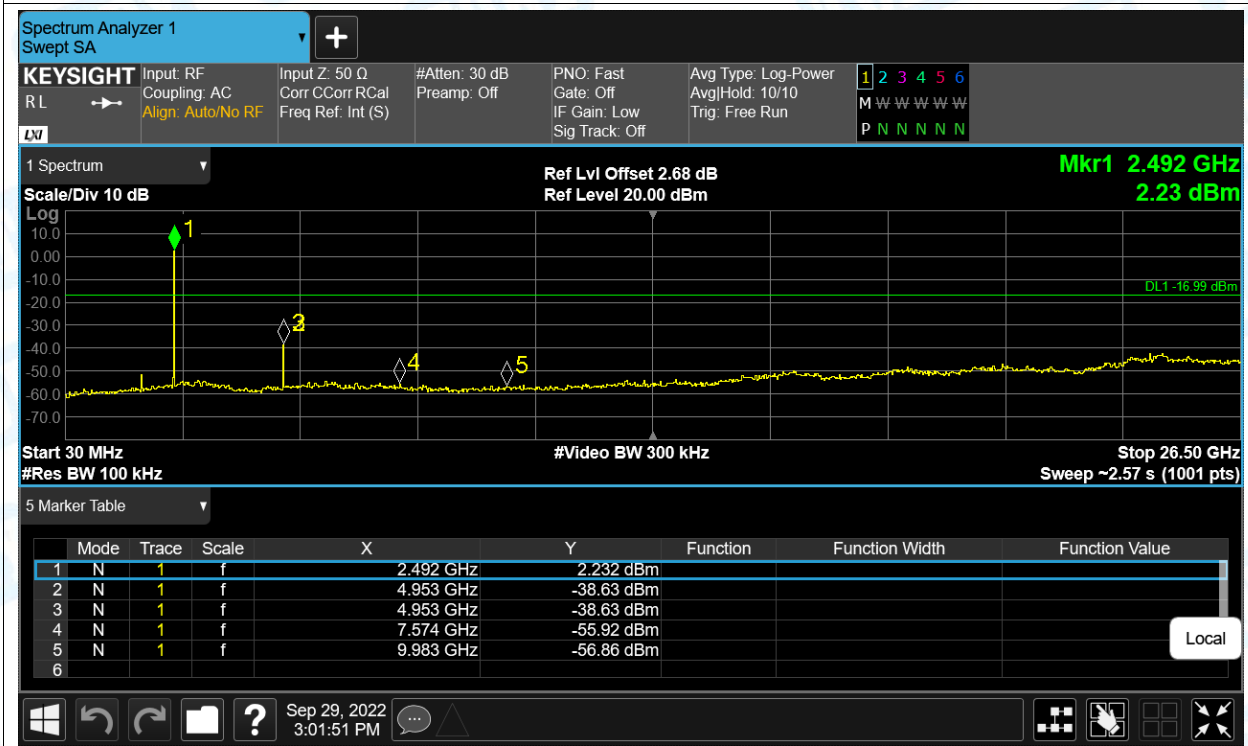 Spectrum Analyzer 1
Swept SA
KEYSIGHT
RL
LXI
Input: RF
Coupling: AC
Align: Auto/No RF
Input Z: 50 Ω
Corr CCorr RCal
Freq Ref: Int (S)
#Atten: 30 dB
Preamp: Off
PNO: Fast
Gate: Off
IF Gain: Low
Sig Track: Off
Avg Type: Log-Power
Avg|Hold: 10/10
Trig: Free Run
1 2 3 4 5 6
M W W W W W
P N N N N N
1 Spectrum
Scale/Div 10 dB
Ref Lvl Offset 2.68 dB
Ref Level 20.00 dBm
Mkr1 2.492 GHz
2.23 dBm
Log
10.0
0.00
-10.0
-20.0
-30.0
-40.0
-50.0
-60.0
-70.0
1
3
4
5
DL1 -16.99 dBm
Start 30 MHz
#Res BW 100 kHz
#Video BW 300 kHz
Stop 26.50 GHz
Sweep ~2.57 s (1001 pts)
5 Marker Table
Mode Trace Scale X Y Function Function Width Function Value
1 N 1 f 2.492 GHz 2.232 dBm
2 N 1 f 4.953 GHz -38.63 dBm
3 N 1 f 4.953 GHz -38.63 dBm
4 N 1 f 7.574 GHz -55.92 dBm
5 N 1 f 9.983 GHz -56.86 dBm
6
Local
?
Sep 29, 2022
3:01:51 PM